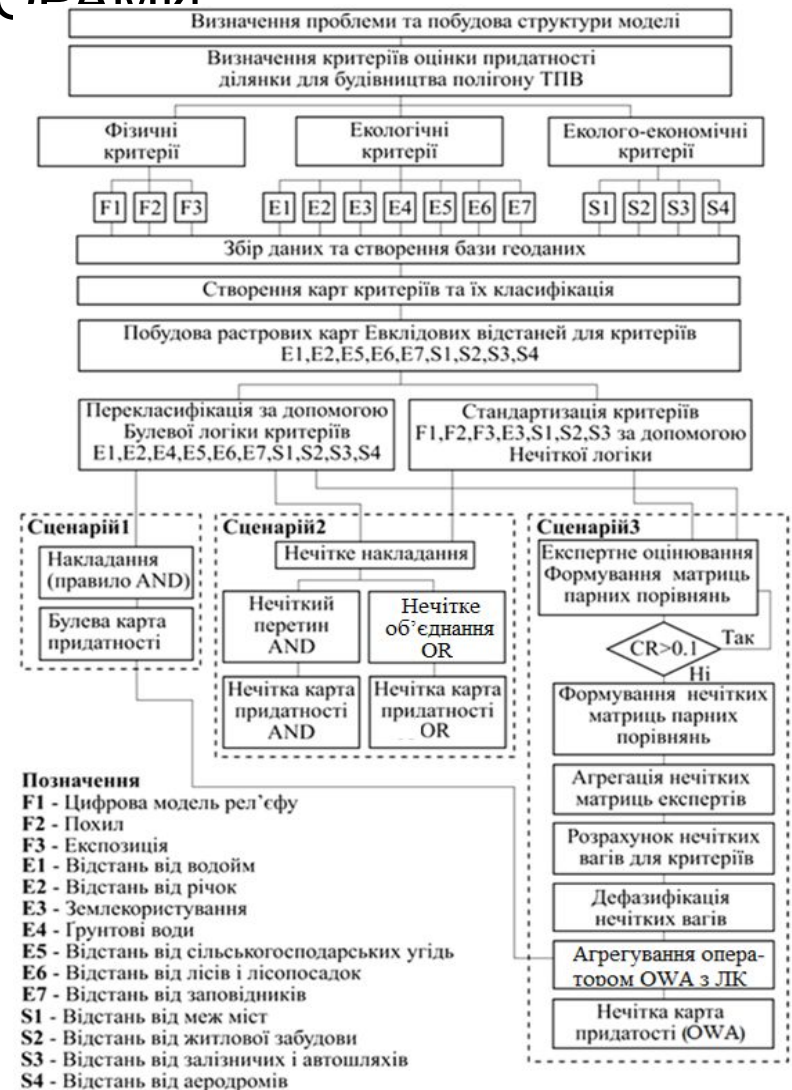 Визначення проблеми та побудова структури моделі
Визначення критеріїв оцінки придатності
ділянки для будівництва полігону ТПВ
Фізичні
критерії
Екологічні
критерії
Еколого-економічні
критерії
F1 F2 F3 E1 E2 E3 E4 E5 E6 E7 S1 S2 S3 S4
Збір даних та створення бази геоданих
Створення карт критеріїв та їх класифікація
Побудова растрових карт Евклідових відстаней для критеріїв
E1,E2,E5,E6,E7,S1,S2,S3,S4
Перекласифікація за допомогою
Булевої логіки критеріїв
E1,E2,E4,E5,E6,E7,S1,S2,S3,S4
Стандартизація критеріїв
F1,F2,F3,E3,S1,S2,S3 за допомогою
Нечіткої логіки
Сценарій1
Накладання
(правило AND)
Булева карта
придатності
Сценарій2
Нечітке накладання
Нечіткий
перетин
AND
Нечітке
об’єднання
OR
Нечітка карта
придатності
AND
Нечітка карта
придатності
OR
Сценарій3
Експертне оцінювання
Формування матриць
парних порівнянь
CR>0.1
Так
Ні
Формування нечітких
матриць парних
порівнянь
Агрегація нечітких
матриць експертів
Розрахунок нечітких
вагів для критеріїв
Дефазифікація
нечітких вагів
Агрегування опера-
тором OWA з ЛК
Нечітка карта
придатості (OWA)
Позначення
F1 - Цифрова модель рел’єфу
F2 - Похил
F3 - Експозиція
E1 - Відстань від водойм
E2 - Відстань від річок
E3 - Землекористування
E4 - Ґрунтові води
E5 - Відстань від сільськогосподарських угідь
E6 - Відстань від лісів і лісопосадок
E7 - Відстань від заповідників
S1 - Відстань від меж міст
S2 - Відстань від житлової забудови
S3 - Відстань від залізничих і автошляхів
S4 - Відстань від аеродромів